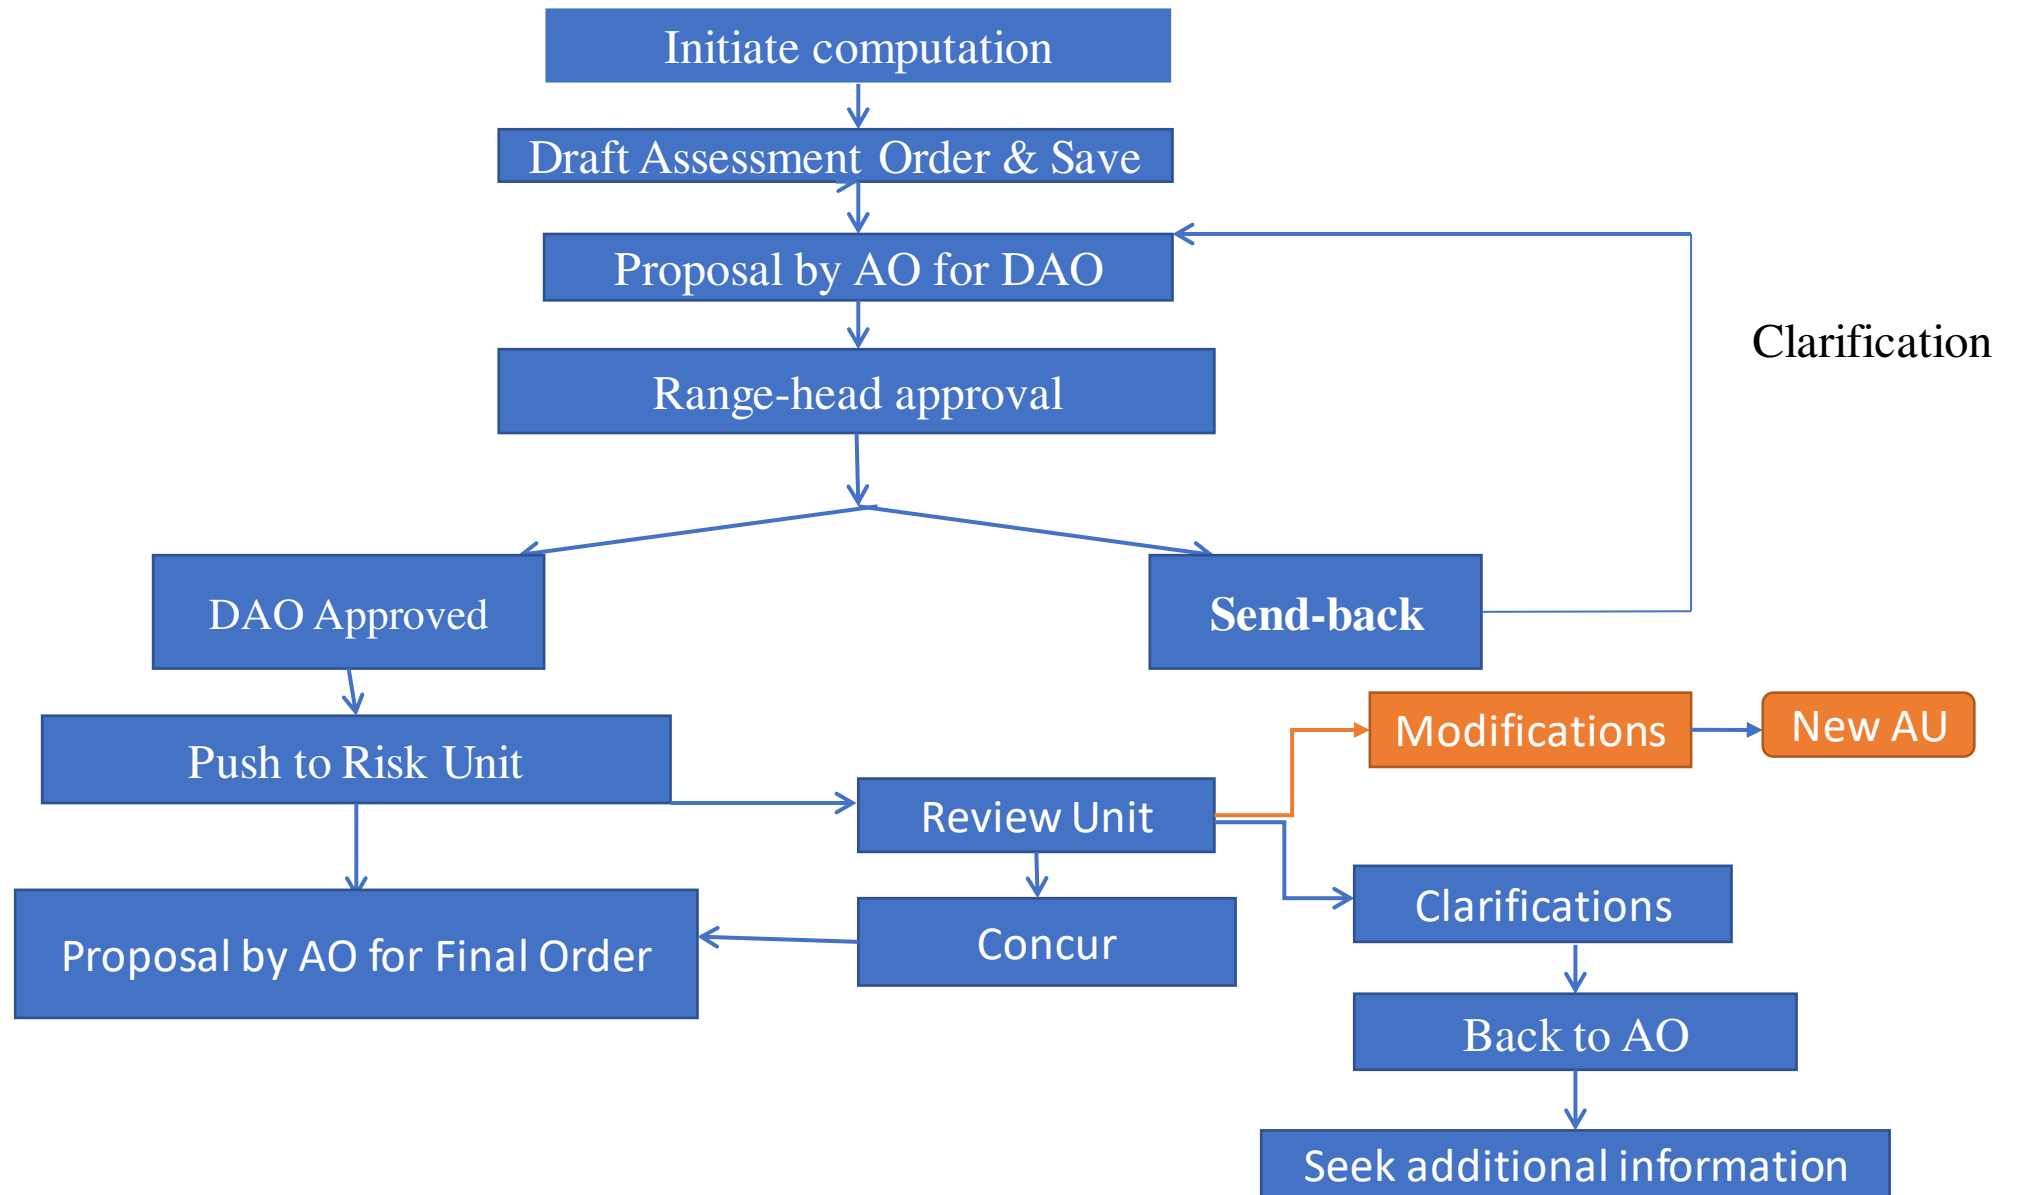 Initiate computation
Draft Assessment Order & Save
Proposal by AO for DAO
Clarification
Range-head approval
DAO Approved
Send-back
Push to Risk Unit
Modifications
New AU
Review Unit
Clarifications
Proposal by AO for Final Order
Concur
Back to AO
Seek additional information